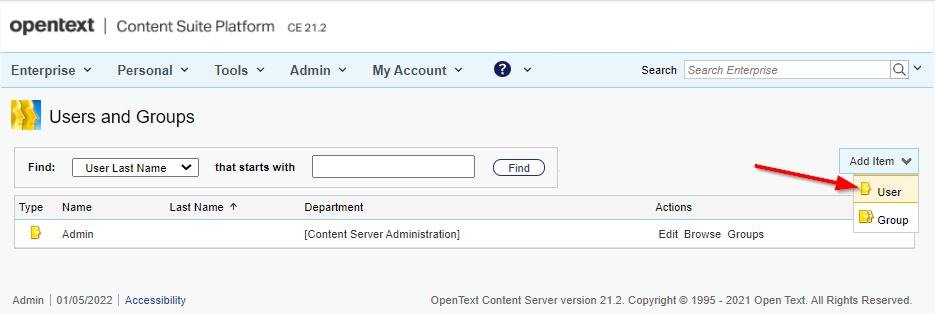 opentext | Content Suite Platform CE 21.2
Enterprise Personal Tools Admin My Account ? Search Search Enterprise
Users and Groups
Find: User Last Name that starts with Find Add Item
User
Group
Type Name Last Name ↑ Department Actions
Admin [Content Server Administration] Edit Browse Groups
Admin | 01/05/2022 | Accessibility OpenText Content Server version 21.2. Copyright © 1995 - 2021 Open Text. All Rights Reserved.